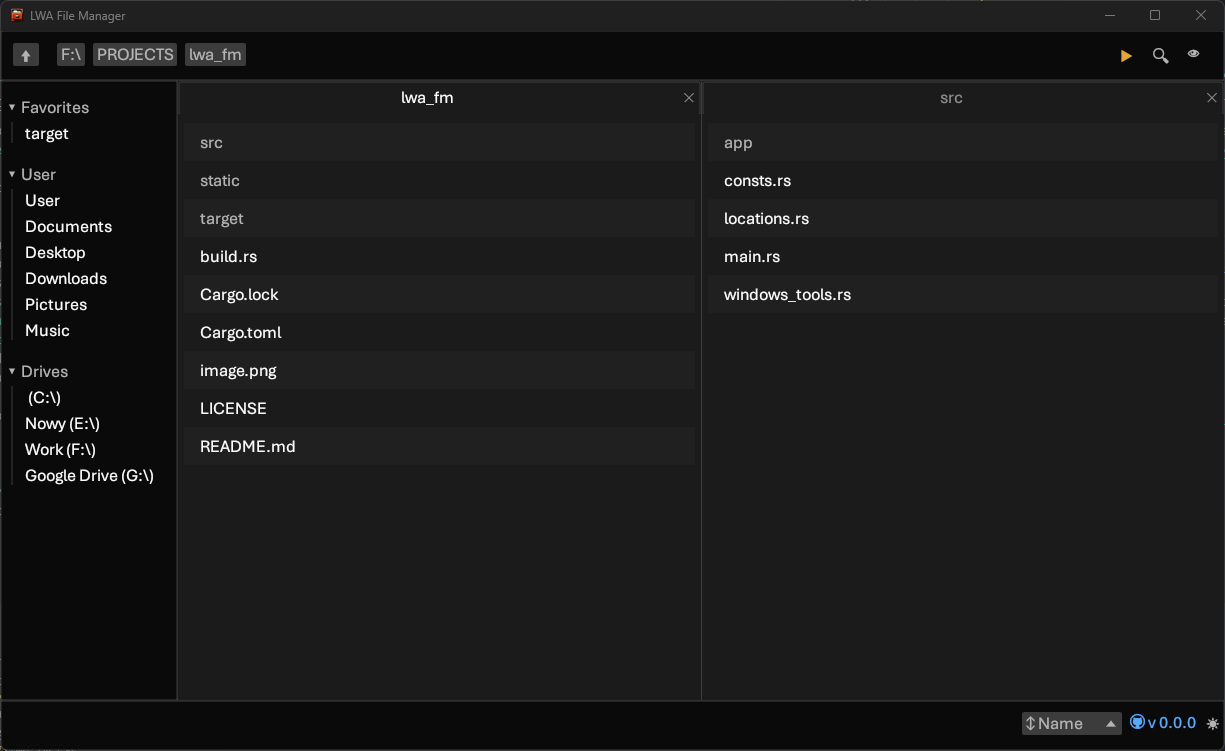 LWA File Manager
F:\ PROJECTS lwa_fm
Favorites
target
User
User
Documents
Desktop
Downloads
Pictures
Music
Drives
(C:\)
Nowy (E:\)
Work (F:\)
Google Drive (G:\)
lwa_fm
src
static
target
build.rs
Cargo.lock
Cargo.toml
image.png
LICENSE
README.md
src
app
consts.rs
locations.rs
main.rs
windows_tools.rs
Name
v 0.0.0